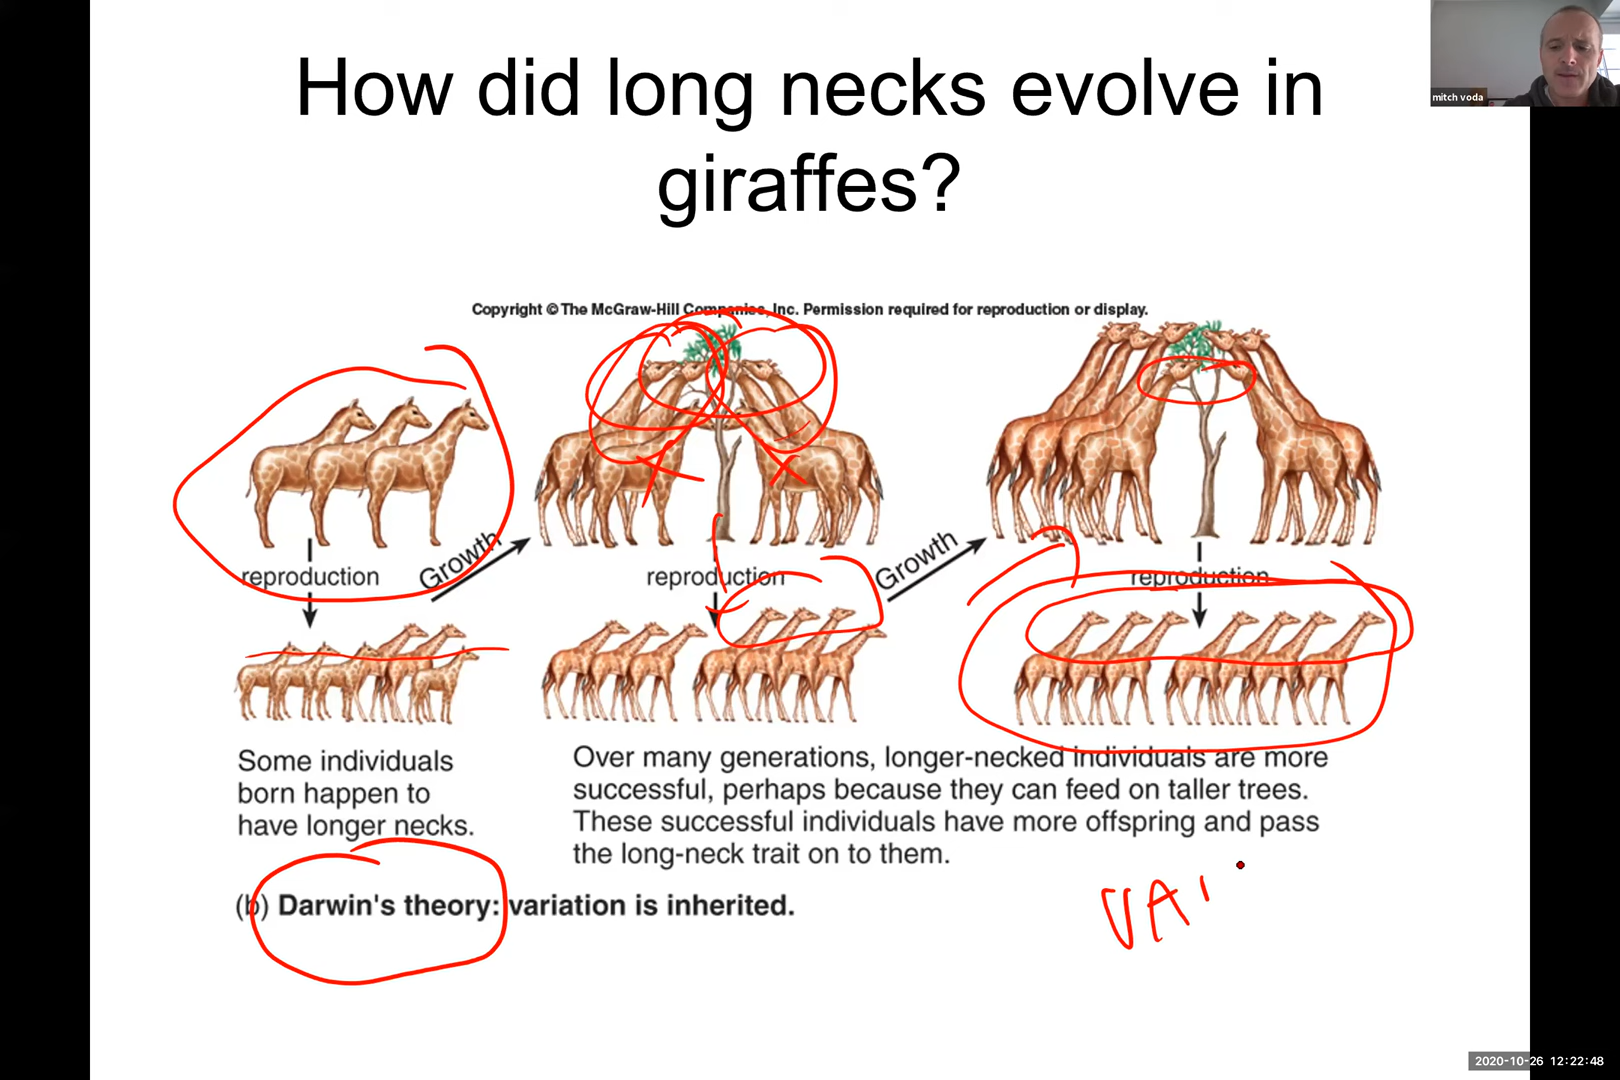 How did long necks evolve in
giraffes?
mitch voda
Copyright © The McGraw-Hill Companies, Inc. Permission required for reproduction or display.
reproduction
Growth
reproduction
Growth
reproduction
Some individuals
born happen to
have longer necks.
Over many generations, longer-necked individuals are more
successful, perhaps because they can feed on taller trees.
These successful individuals have more offspring and pass
the long-neck trait on to them.
(b) Darwin's theory: variation is inherited.
VAI
2020-10-26 12:22:48